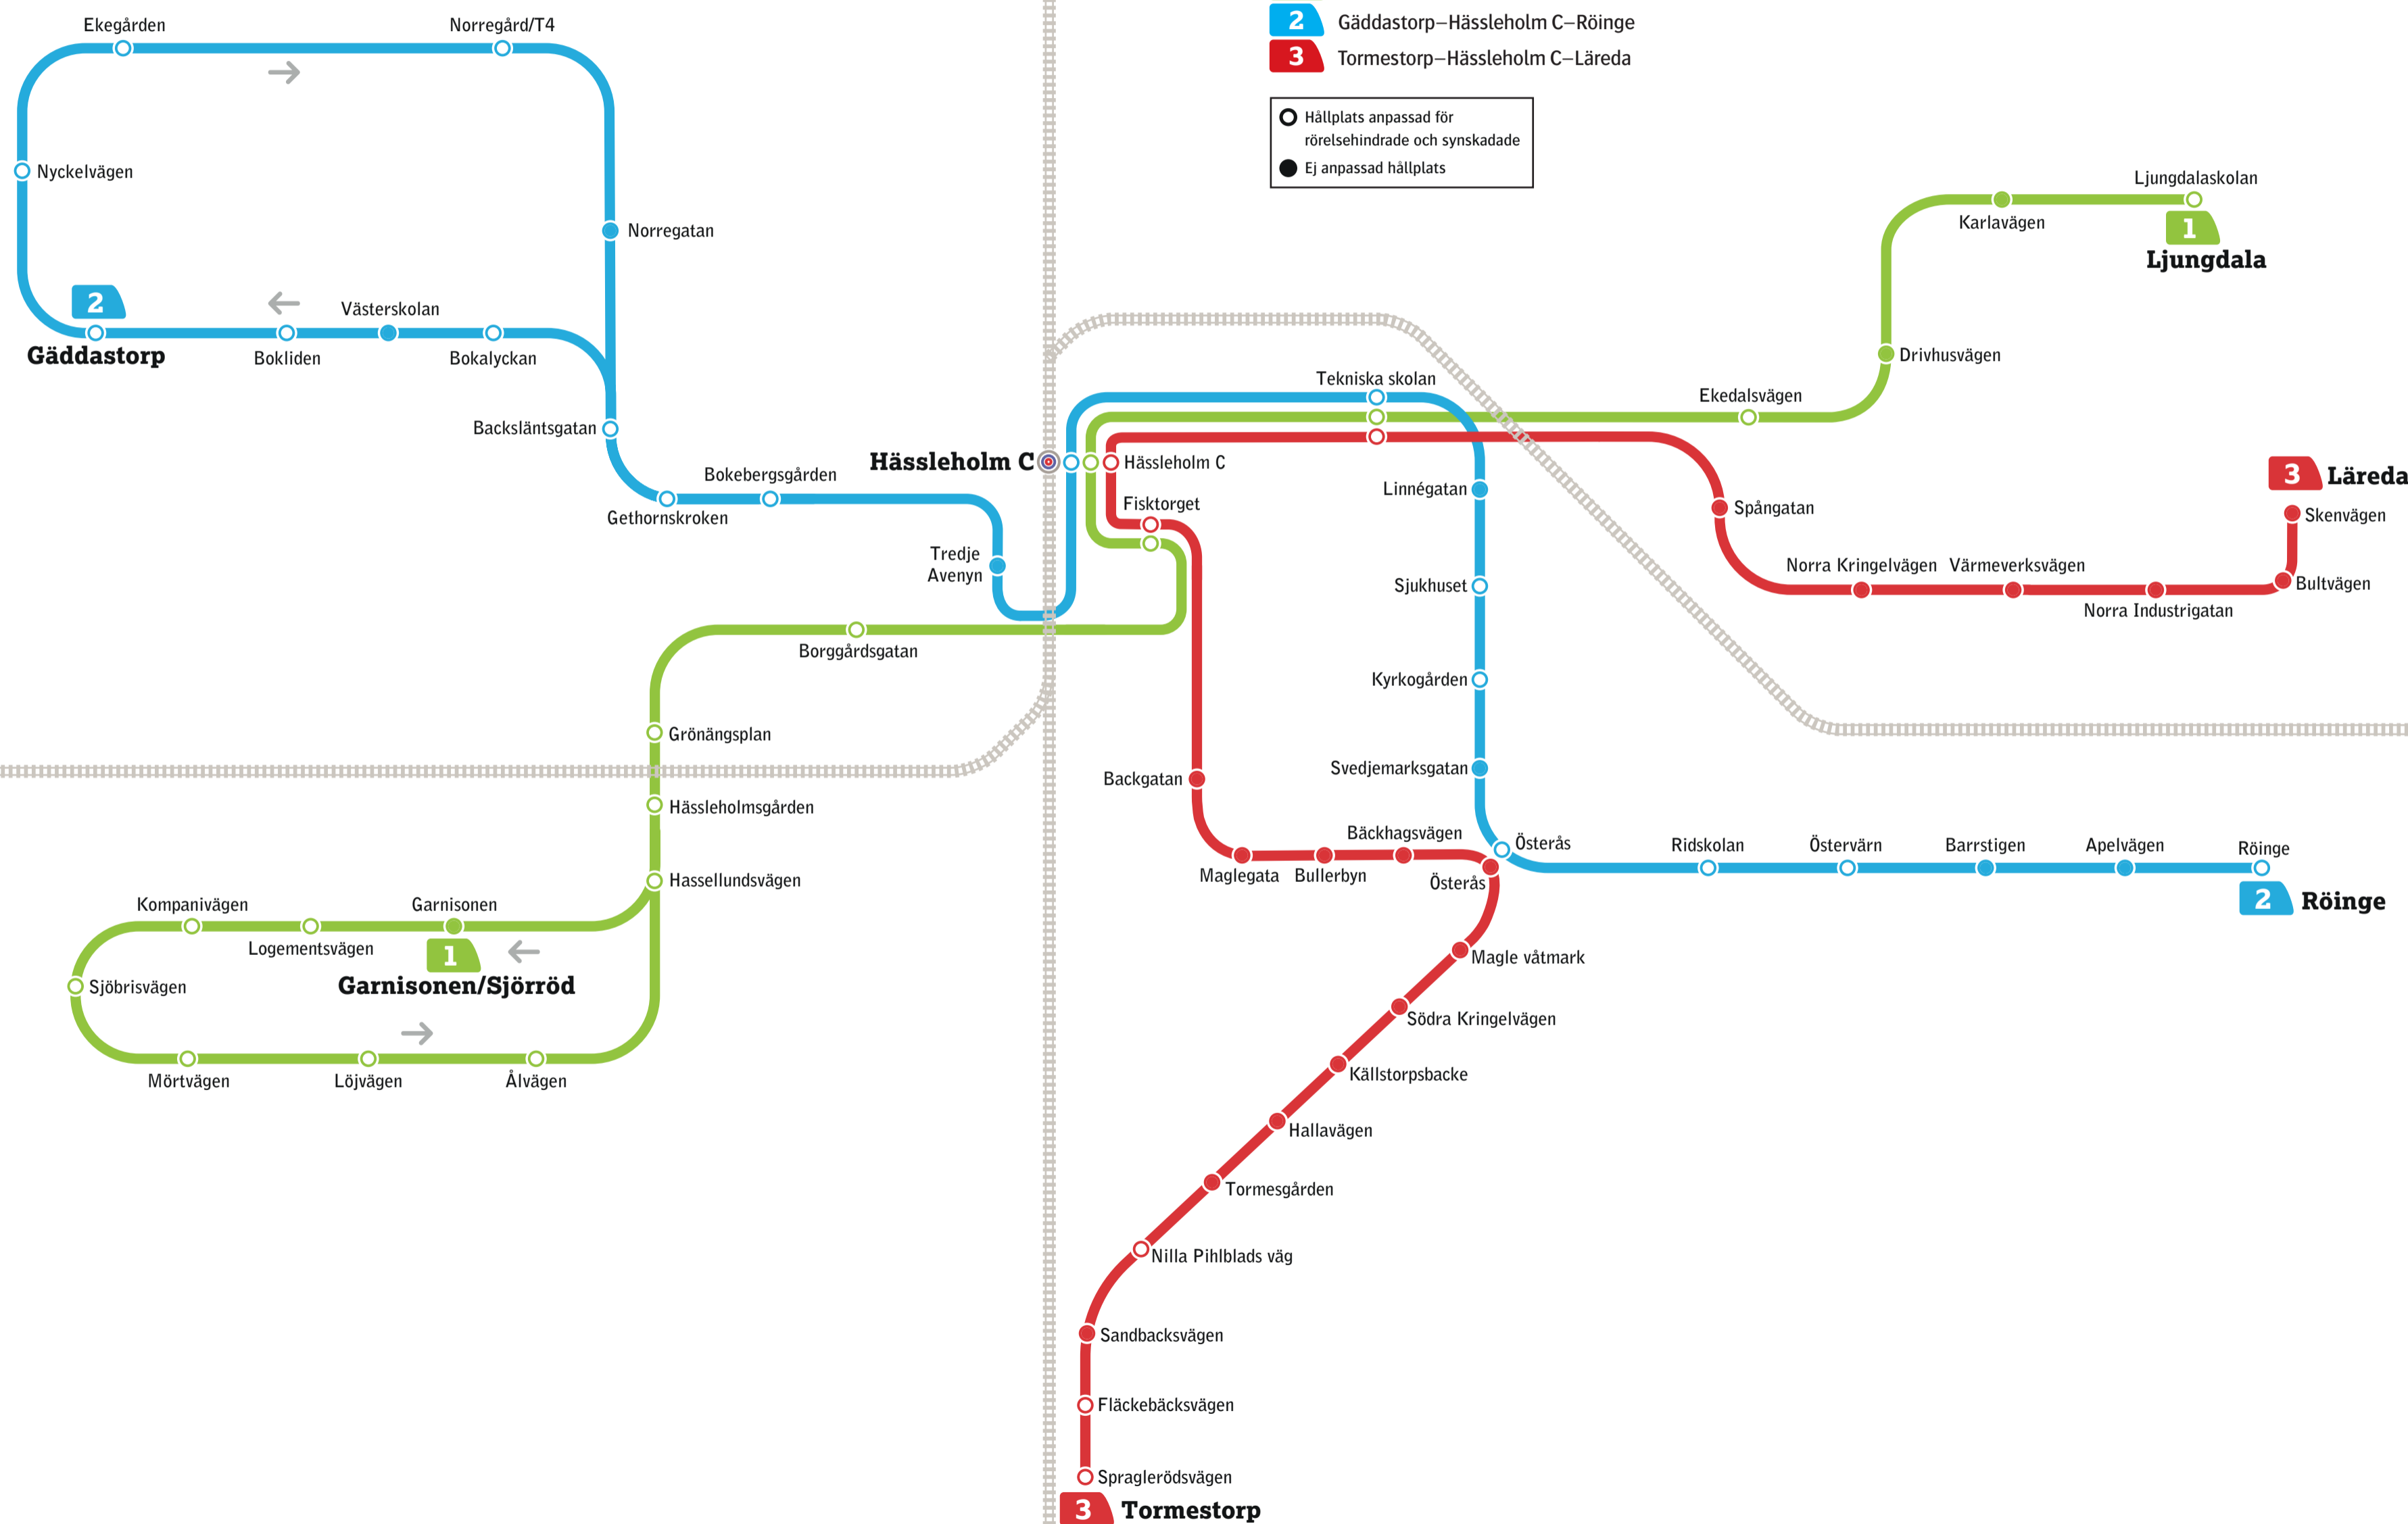 2 Gäddastorp–Hässleholm C–Röinge
3 Tormestorp–Hässleholm C–Läreda
Hållplats anpassad för
rörelsehindrade och synskadade
Ej anpassad hållplats
Ekegården
Norregård/T4
Nyckelvägen
Norregatan
2
Gäddastorp
Västerskolan
Bokliden
Bokalyckan
Backsläntsgatan
Gethornskroken
Bokebergsgården
Tredje
Avenyn
Hässleholm C
Hässleholm C
Fisktorget
Tekniska skolan
Ekedalsvägen
Drivhusvägen
Karlavägen
Ljungdalaskolan
1
Ljungdala
Linnégatan
Sjukhuset
Kyrkogården
Svedjemarksgatan
Spångatan
Norra Kringelvägen
Värmeverksvägen
Norra Industrigatan
Bultvägen
Skenvägen
3 Läreda
Borggårdsgatan
Grönängsplan
Hässleholmsgården
Hassellundsvägen
Kompanivägen
Logementsvägen
Garnisonen
1
Garnisonen/Sjörröd
Sjöbrisvägen
Mörtvägen
Löjvägen
Ålvägen
Backgatan
Maglegata
Bullerbyn
Bäckhagsvägen
Österås
Österås
Ridskolan
Östervärn
Barrstigen
Apelvägen
Röinge
2 Röinge
Magle våtmark
Södra Kringelvägen
Källstorpsbacke
Hallavägen
Tormesgården
Nilla Pihlblads väg
Sandbacksvägen
Fläckebäcksvägen
Spraglerödsvägen
3 Tormestorp